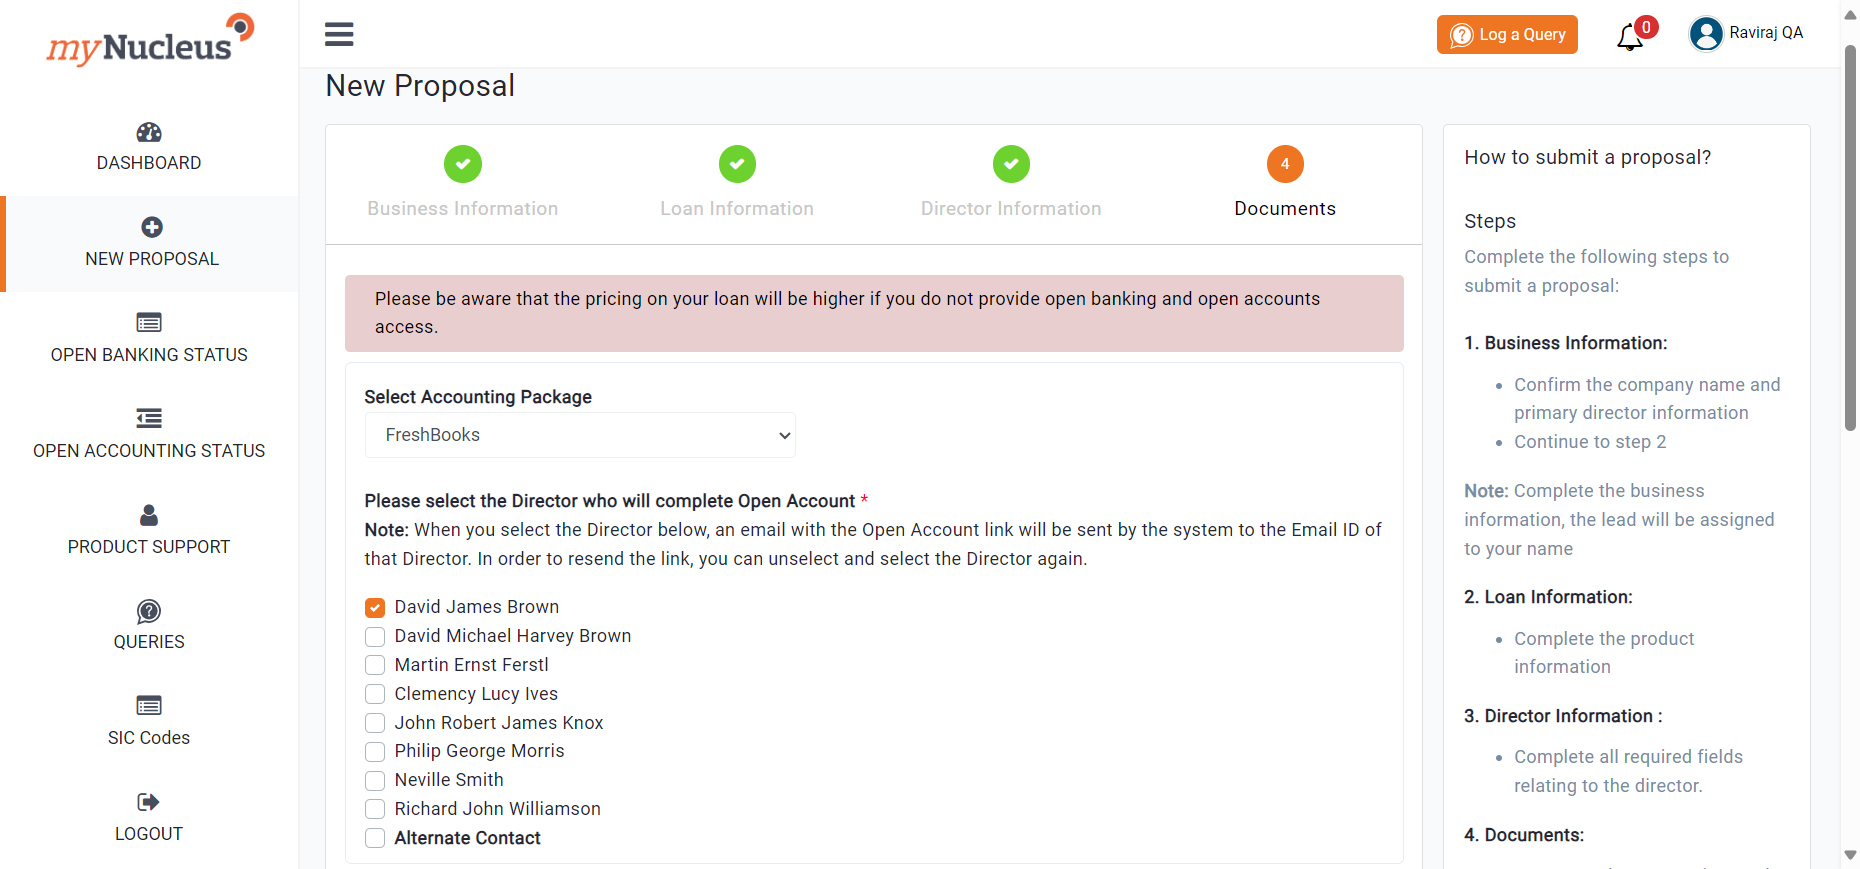 myNucleus
Log a Query
0
Raviraj QA
DASHBOARD
NEW PROPOSAL
OPEN BANKING STATUS
OPEN ACCOUNTING STATUS
PRODUCT SUPPORT
QUERIES
SIC Codes
LOGOUT
New Proposal
Business Information
Loan Information
Director Information
4
Documents
Please be aware that the pricing on your loan will be higher if you do not provide open banking and open accounts
access.
Select Accounting Package
FreshBooks
Please select the Director who will complete Open Account *
Note: When you select the Director below, an email with the Open Account link will be sent by the system to the Email ID of
that Director. In order to resend the link, you can unselect and select the Director again.
David James Brown
David Michael Harvey Brown
Martin Ernst Ferstl
Clemency Lucy Ives
John Robert James Knox
Philip George Morris
Neville Smith
Richard John Williamson
Alternate Contact
How to submit a proposal?
Steps
Complete the following steps to
submit a proposal:
1. Business Information:
Confirm the company name and
primary director information
Continue to step 2
Note: Complete the business
information, the lead will be assigned
to your name
2. Loan Information:
Complete the product
information
3. Director Information :
Complete all required fields
relating to the director.
4. Documents: